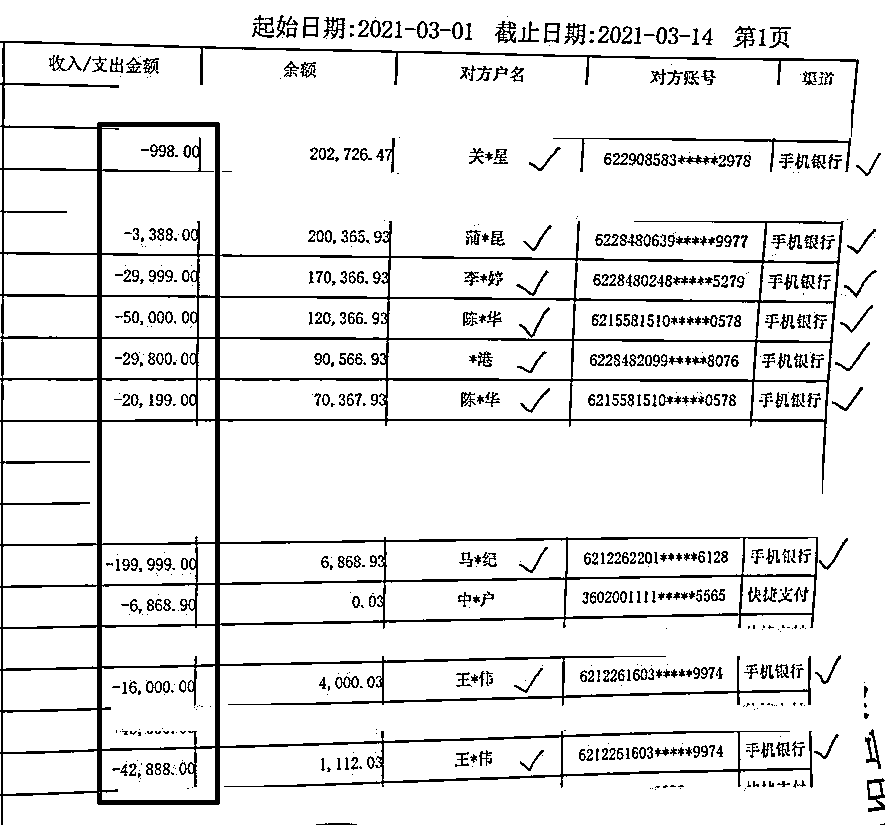 起始日期:2021-03-01 截止日期:2021-03-14 第1页
收入/支出金额 余额 对方户名 对方账号 渠道
-998.00 202,726.47 关*星 622908583*****2978 手机银行
-3,388.00 200,365.93 蒲*昆 6228480639*****9977 手机银行
-29,999.00 170,366.93 李*婷 6228480248*****5279 手机银行
-50,000.00 120,366.93 陈*华 6215581510*****0578 手机银行
-29,800.00 90,566.93 *港 6228482099*****8076 手机银行
-20,199.00 70,367.93 陈*华 6215581510*****0578 手机银行
-199,999.00 6,868.93 马*纪 6212262201*****6128 手机银行
-6,868.90 0.03 中*户 3602001111*****5565 快捷支付
-16,000.00 4,000.03 王*伟 6212261603*****9974 手机银行
-42,888.00 1,112.03 王*伟 6212261603*****9974 手机银行